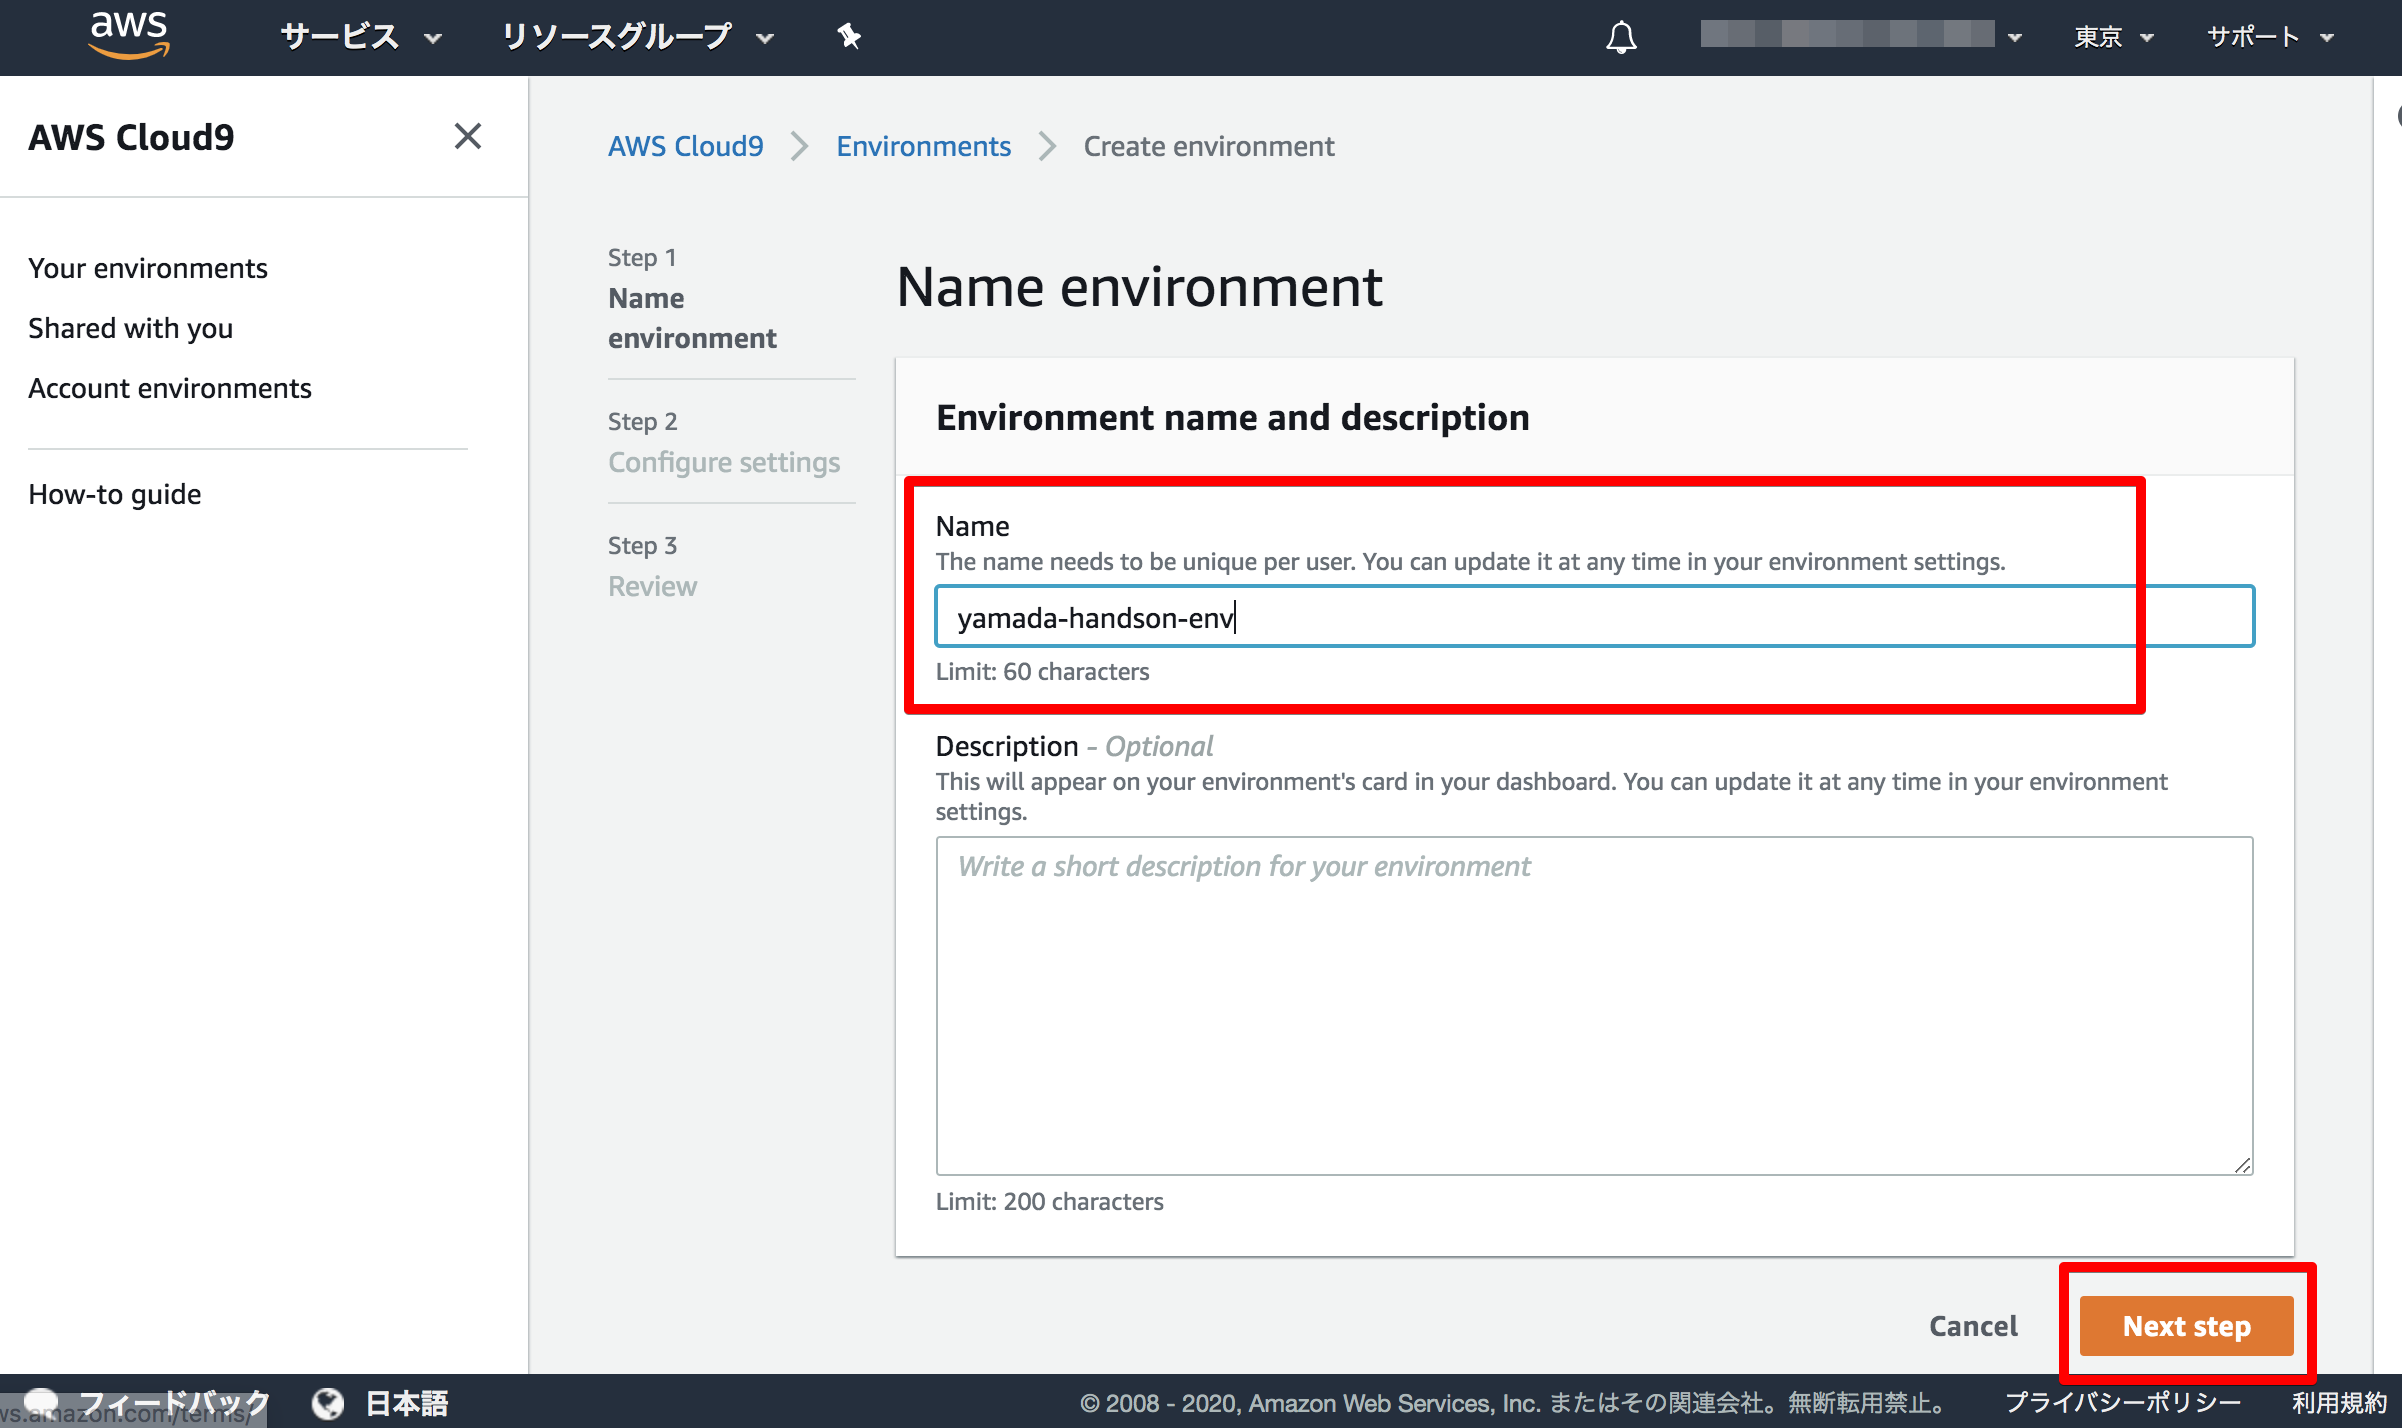 aws サービス リソースグループ 東京 サポート
AWS Cloud9
Your environments
Shared with you
Account environments
How-to guide
AWS Cloud9 Environments Create environment
Step 1
Name
environment
Step 2
Configure settings
Step 3
Review
Name environment
Environment name and description
Name
The name needs to be unique per user. You can update it at any time in your environment settings.
yamada-handson-env
Limit: 60 characters
Description - Optional
This will appear on your environment's card in your dashboard. You can update it at any time in your environment
settings.
Write a short description for your environment
Limit: 200 characters
Cancel Next step
フィードバック 日本語 © 2008 - 2020, Amazon Web Services, Inc. またはその関連会社。無断転用禁止。 プライバシーポリシー 利用規約
ws.amazon.com/terms/